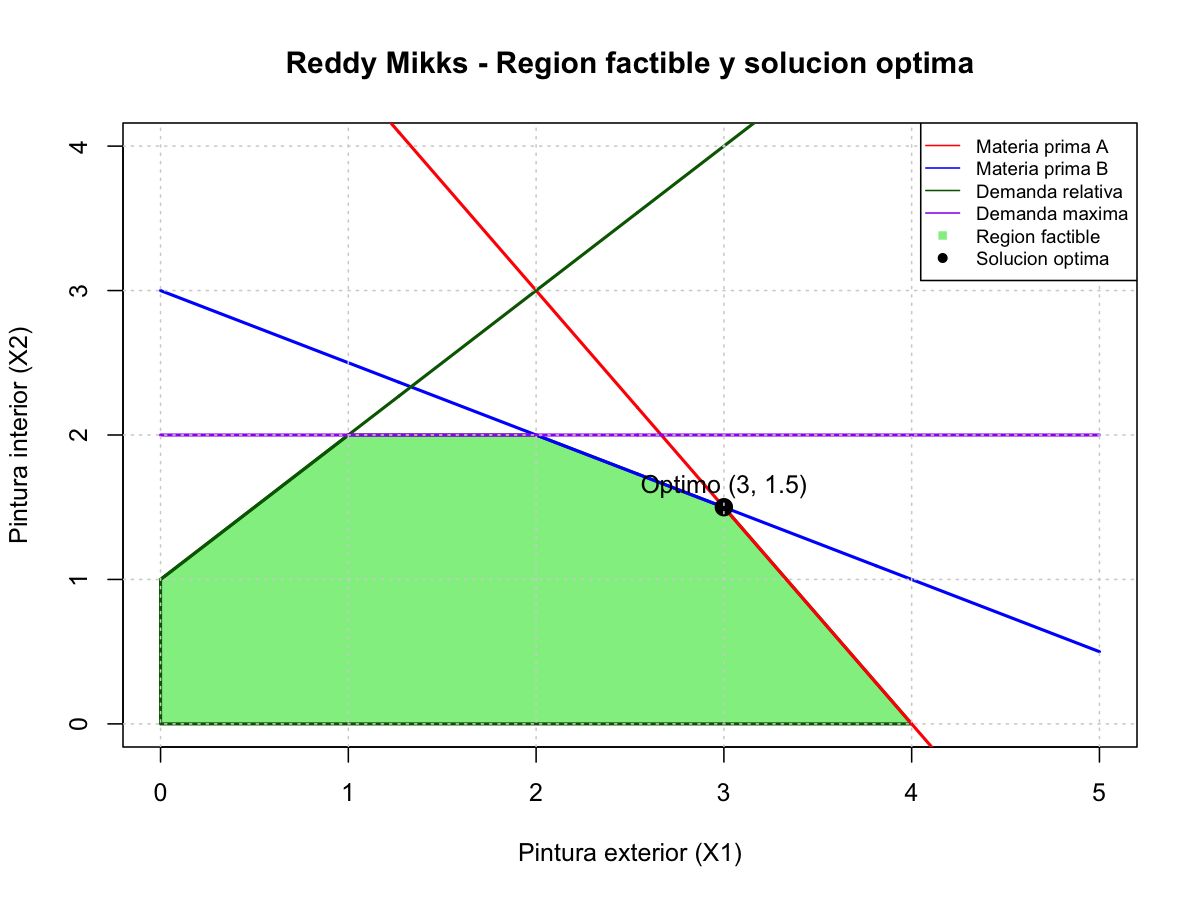 Reddy Mikks - Region factible y solucion optima
Materia prima A
Materia prima B
Demanda relativa
Demanda maxima
Region factible
Solucion optima
Pintura interior (X2)
4
3
2
1
0
Optimo (3, 1.5)
0 1 2 3 4 5
Pintura exterior (X1)